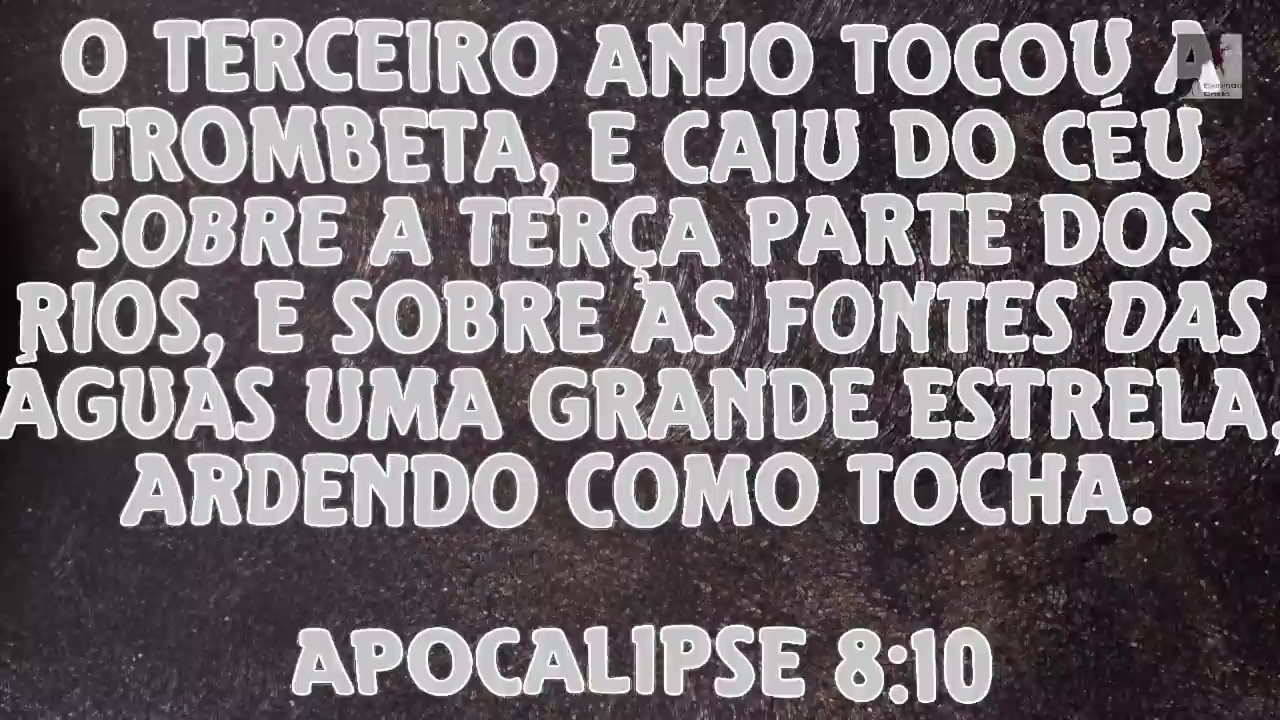 O TERCEIRO ANJO TOCOU A
TROMBETA, E CAIU DO CÉU
SOBRE A TERÇA PARTE DOS
RIOS, E SOBRE AS FONTES DAS
ÁGUAS UMA GRANDE ESTRELA,
ARDENDO COMO TOCHA.
APOCALIPSE 8:10